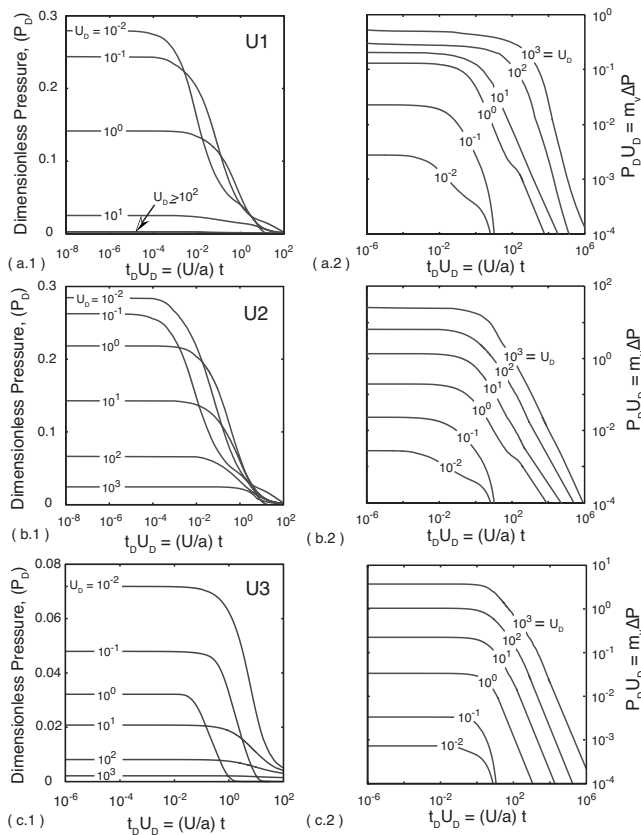 0.3
U_D = 10^-2
U1
10^-1
0.2
10^0
0.1
U_D ≥ 10^2
10^1
0
10^-8 10^-6 10^-4 10^-2 10^0 10^2
Dimensionless Pressure, (P_D)
(a.1)
t_D U_D = (U/a) t
10^0
10^3 = U_D
10^2
10^-1
10^1
10^0
10^-2
10^-1
10^-2
10^-3
10^-4
10^-6 10^-2 10^2 10^6
P_D U_D = m_v ΔP
(a.2)
t_D U_D = (U/a) t
0.3
U_D = 10^-2
U2
10^-1
10^0
0.2
10^1
0.1
10^2
10^3
0
10^-8 10^-6 10^-4 10^-2 10^0 10^2
Dimensionless Pressure, (P_D)
(b.1)
t_D U_D = (U/a) t
10^2
10^3 = U_D
10^2
10^0
10^1
10^0
10^-1
10^-2
10^-2
10^-4
10^-6 10^-2 10^2 10^6
P_D U_D = m_v ΔP
(b.2)
t_D U_D = (U/a) t
0.08
U_D = 10^-2
U3
0.06
10^-1
0.04
10^0
10^1
0.02
10^2
10^3
0
10^-6 10^-4 10^-2 10^0 10^2
Dimensionless Pressure, (P_D)
(c.1)
t_D U_D = (U/a) t
10^1
10^0
10^3 = U_D
10^2
10^-1
10^1
10^0
10^-2
10^-1
10^-3
10^-2
10^-4
10^-6 10^-2 10^2 10^6
P_D U_D = m_v ΔP
(c.2)
t_D U_D = (U/a) t